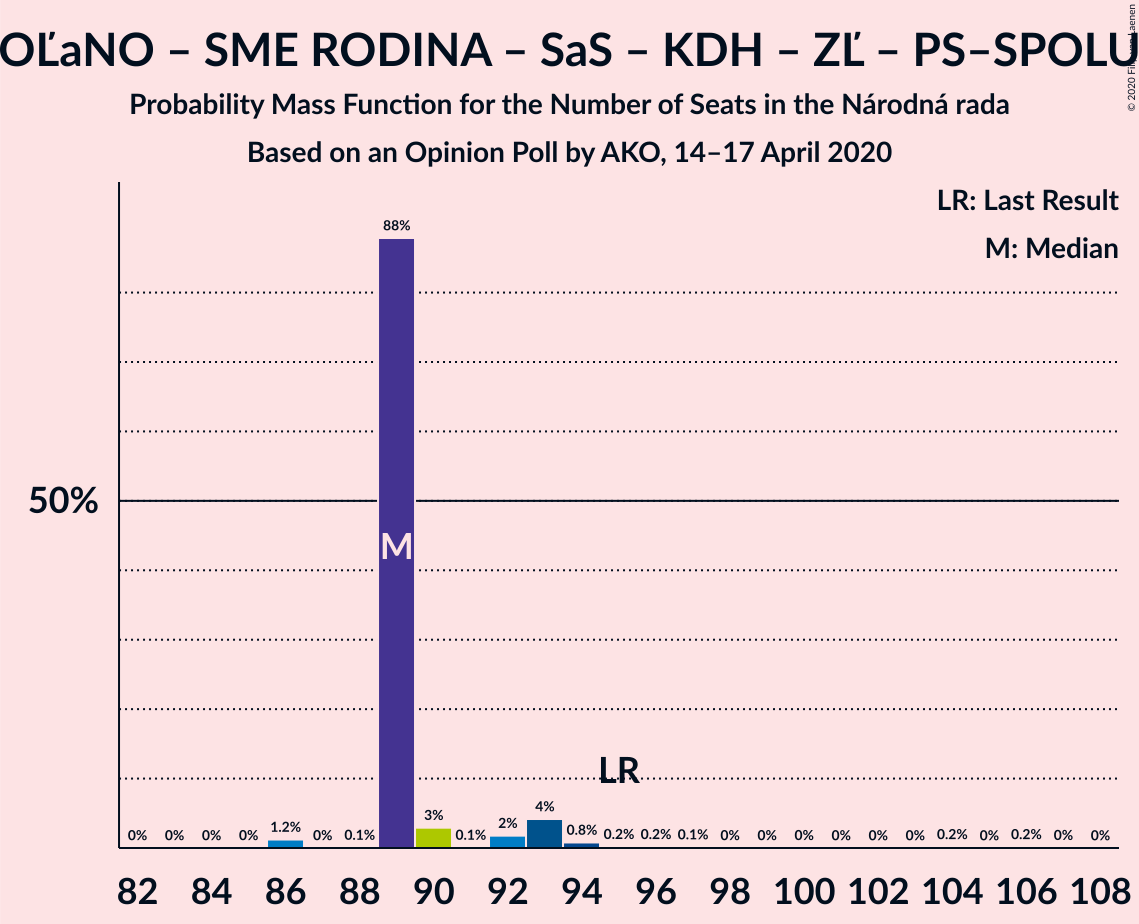 OĽaNO – SME RODINA – SaS – KDH – ZĽ – PS–SPOLU
Probability Mass Function for the Number of Seats in the Národná rada
Based on an Opinion Poll by AKO, 14–17 April 2020
© 2020 Filip van Laenen
LR: Last Result
M: Median
88%
50%
M
LR
0% 0% 0% 0% 1.2% 0% 0.1% 3% 0.1% 2% 4% 0.8% 0.2% 0.2% 0.1% 0% 0% 0% 0% 0% 0% 0.2% 0% 0.2% 0% 0%
82 84 86 88 90 92 94 96 98 100 102 104 106 108